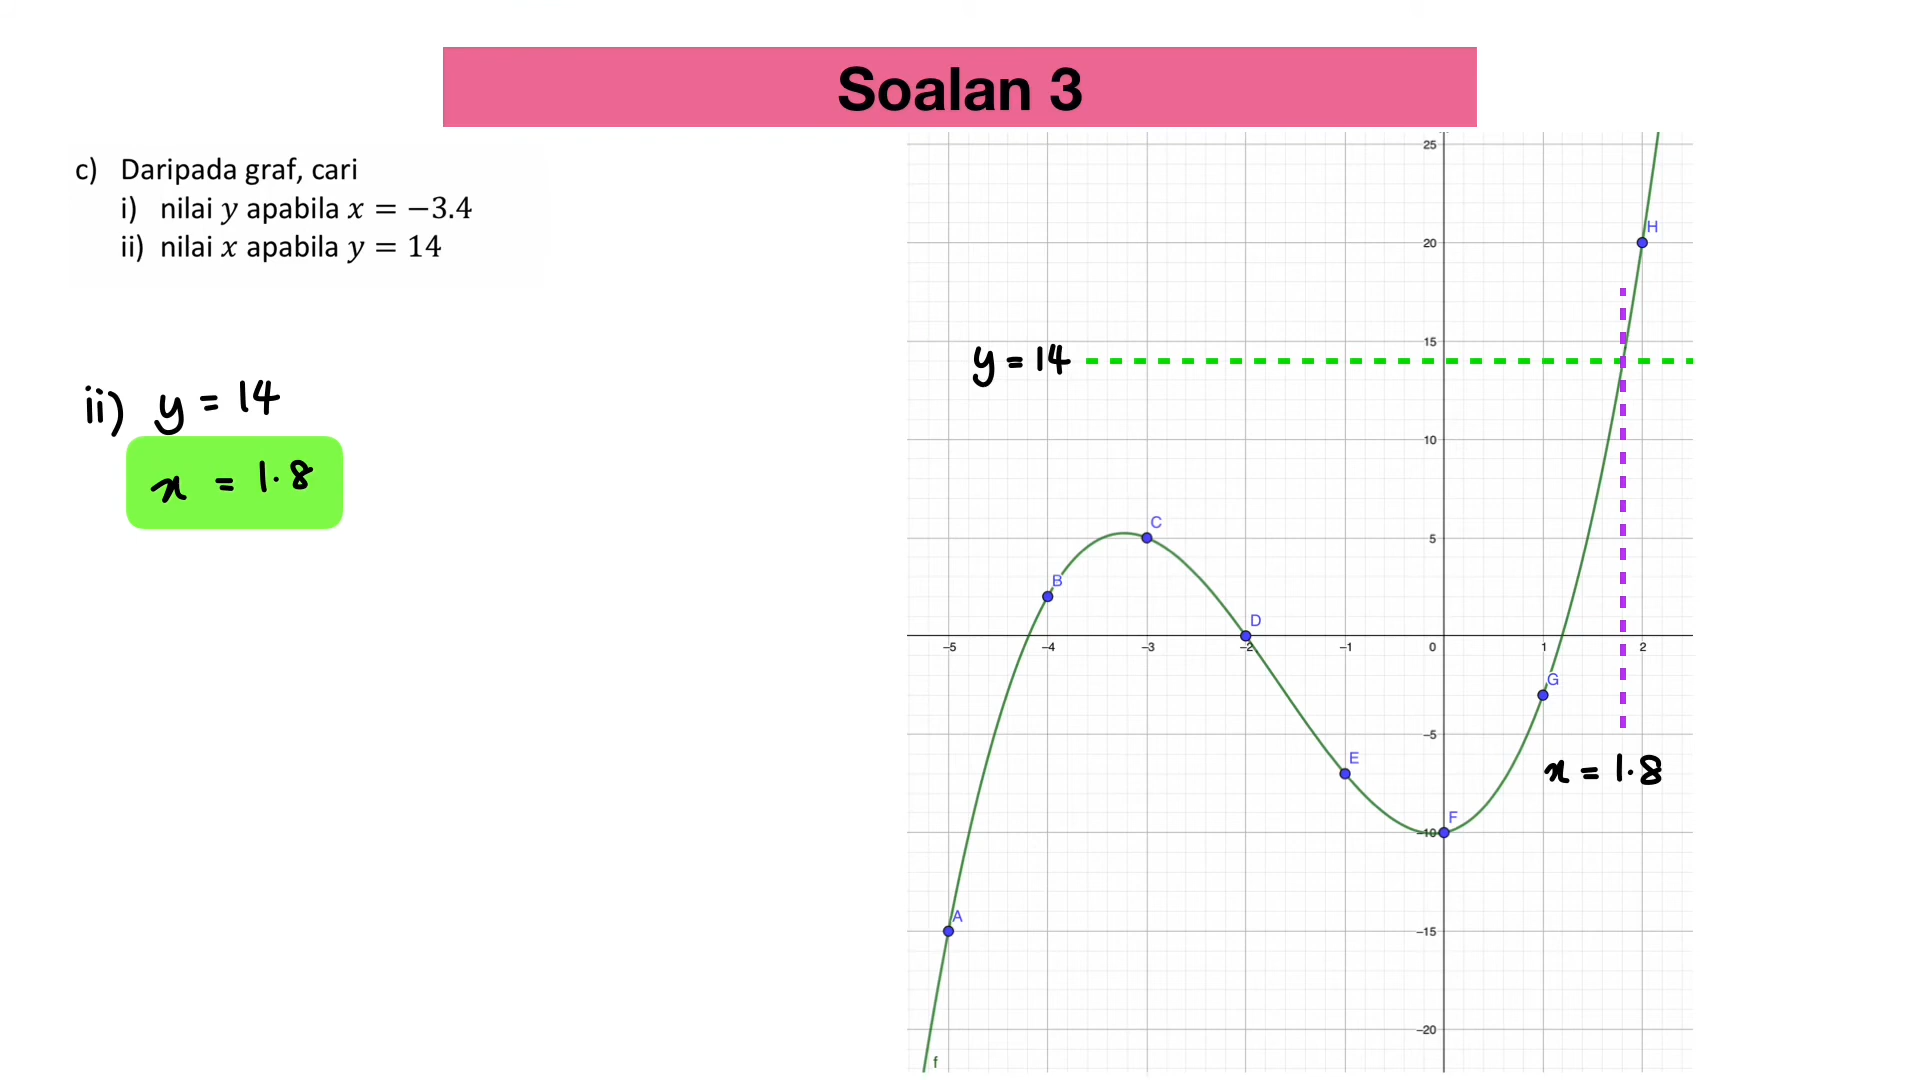 Soalan 3
c) Daripada graf, cari
i) nilai y apabila x = −3.4
ii) nilai x apabila y = 14
ii) y = 14
x = 1.8
25
H
20
15
y = 14
10
C
5
B
D
−5 −4 −3 −2 −1 0 1 2
G
−5
E
x = 1.8
F
−10
A
−15
−20
f